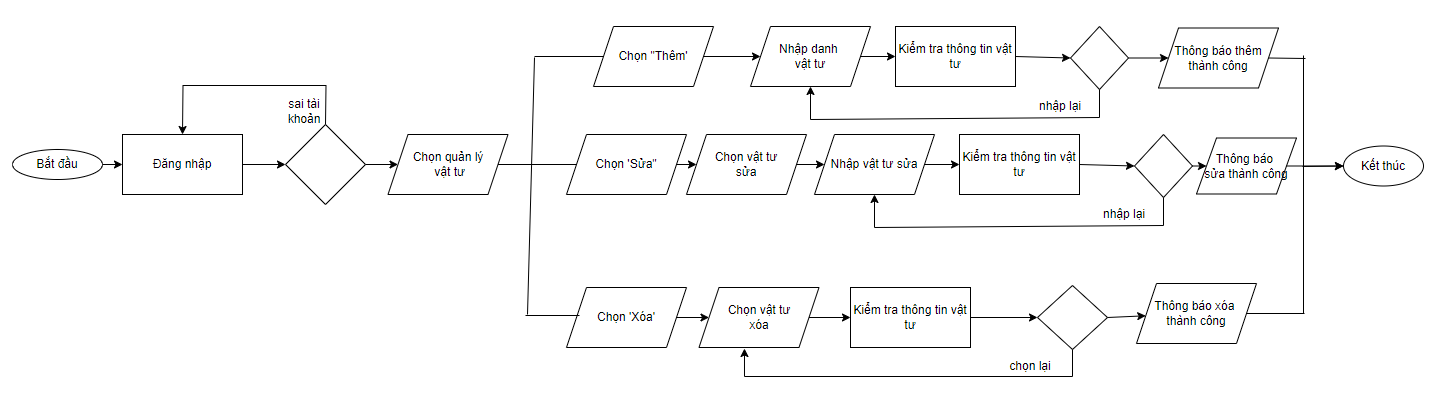 Bắt đầu
Đăng nhập
sai tài
khoản
Chọn quản lý
vật tư
Chọn "Thêm'
Nhập danh
vật tư
Kiểm tra thông tin vật
tư
nhập lại
Thông báo thêm
thành công
Chọn 'Sửa"
Chọn vật tư
sửa
Nhập vật tư sửa
Kiểm tra thông tin vật
tư
nhập lại
Thông báo
sửa thành công
Kết thúc
Chọn 'Xóa'
Chọn vật tư
xóa
Kiểm tra thông tin vật
tư
chọn lại
Thông báo xóa
thành công